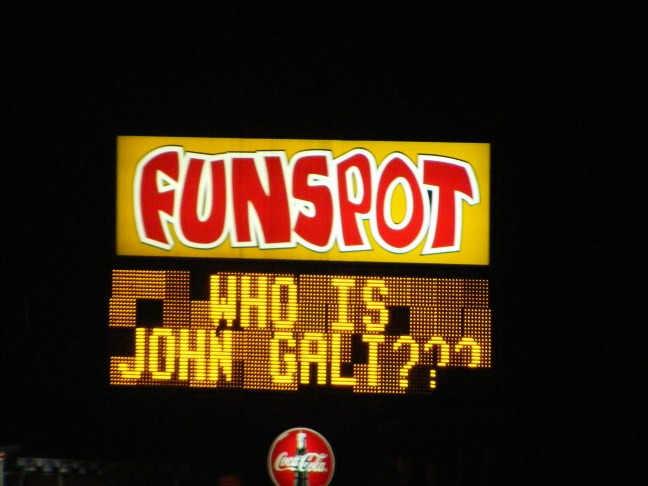 FUNSPOT
WHO IS
JOHN GALT???
Coca-Cola